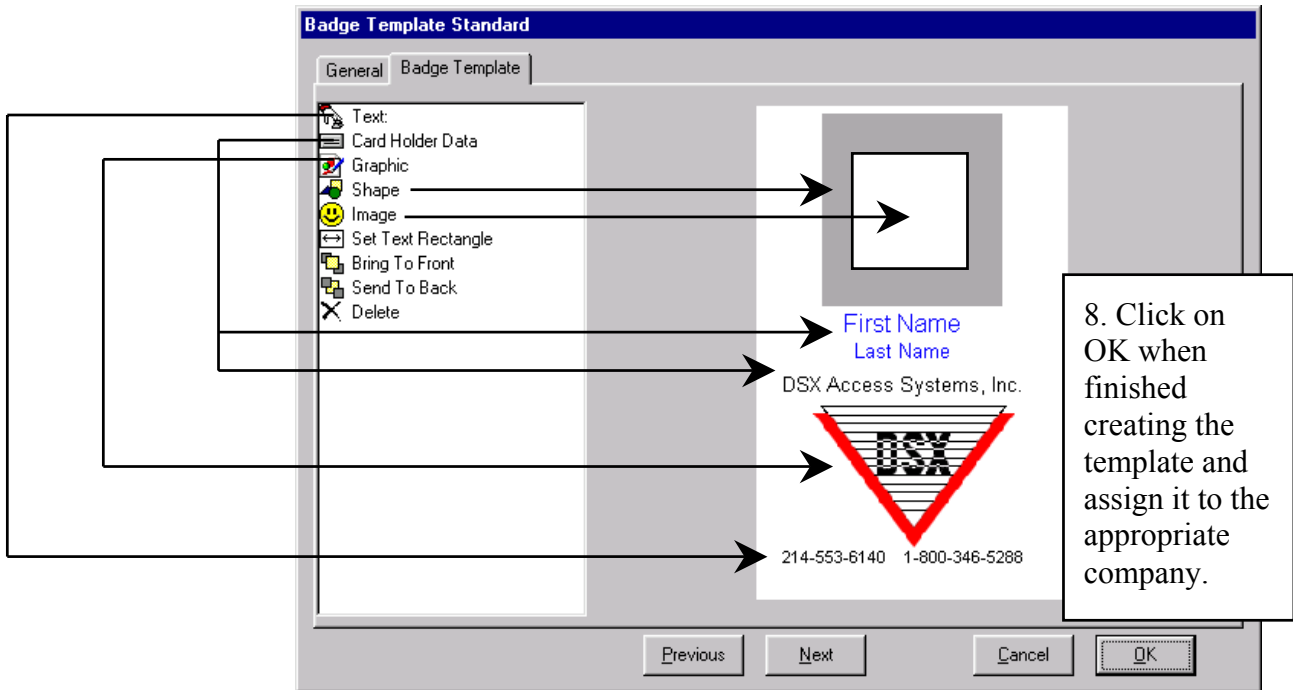 Badge Template Standard
General Badge Template
Text:
Card Holder Data
Graphic
Shape
Image
Set Text Rectangle
Bring To Front
Send To Back
Delete
First Name
Last Name
DSX Access Systems, Inc.
DSX
214-553-6140 1-800-346-5288
8. Click on
OK when
finished
creating the
template and
assign it to the
appropriate
company.
Previous Next Cancel OK